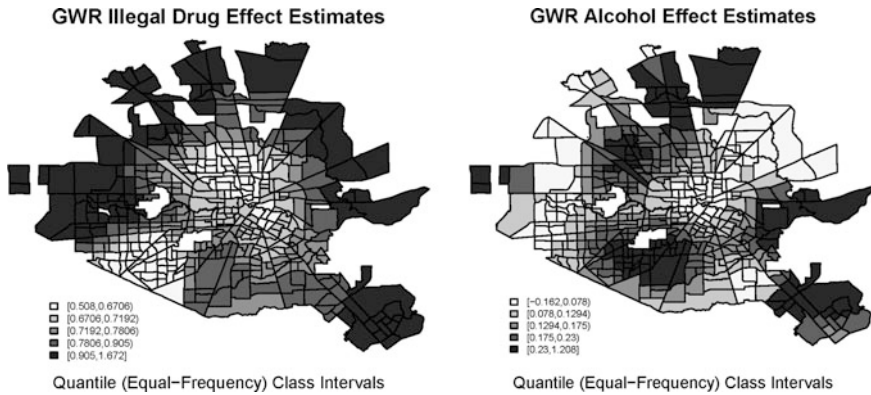 GWR Illegal Drug Effect Estimates
[0.508,0.6706)
[0.6706,0.7192)
[0.7192,0.7806)
[0.7806,0.905)
[0.905,1.672]
Quantile (Equal−Frequency) Class Intervals
GWR Alcohol Effect Estimates
[−0.162,0.078)
[0.078,0.1294)
[0.1294,0.175)
[0.175,0.23)
[0.23,1.208]
Quantile (Equal−Frequency) Class Intervals